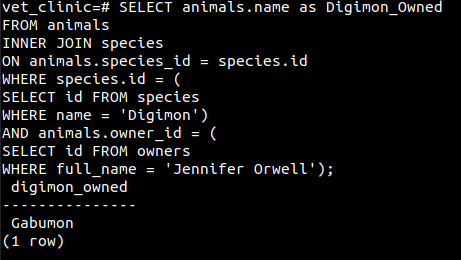 vet_clinic=# SELECT animals.name as Digimon_Owned
FROM animals
INNER JOIN species
ON animals.species_id = species.id
WHERE species.id = (
SELECT id FROM species
WHERE name = 'Digimon')
AND animals.owner_id = (
SELECT id FROM owners
WHERE full_name = 'Jennifer Orwell');
 digimon_owned
---------------
 Gabumon
(1 row)